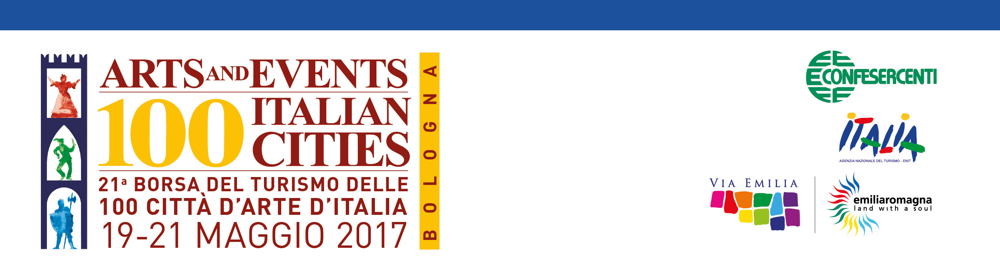 ARTS AND EVENTS
100 ITALIAN
CITIES
21ª BORSA DEL TURISMO DELLE
100 CITTÀ D'ARTE D'ITALIA
19-21 MAGGIO 2017
BOLOGNA
E CONFESERCENTI
iTALIA
AGENZIA NAZIONALE DEL TURISMO - ENIT
VIA EMILIA
emiliaromagna
land with a soul